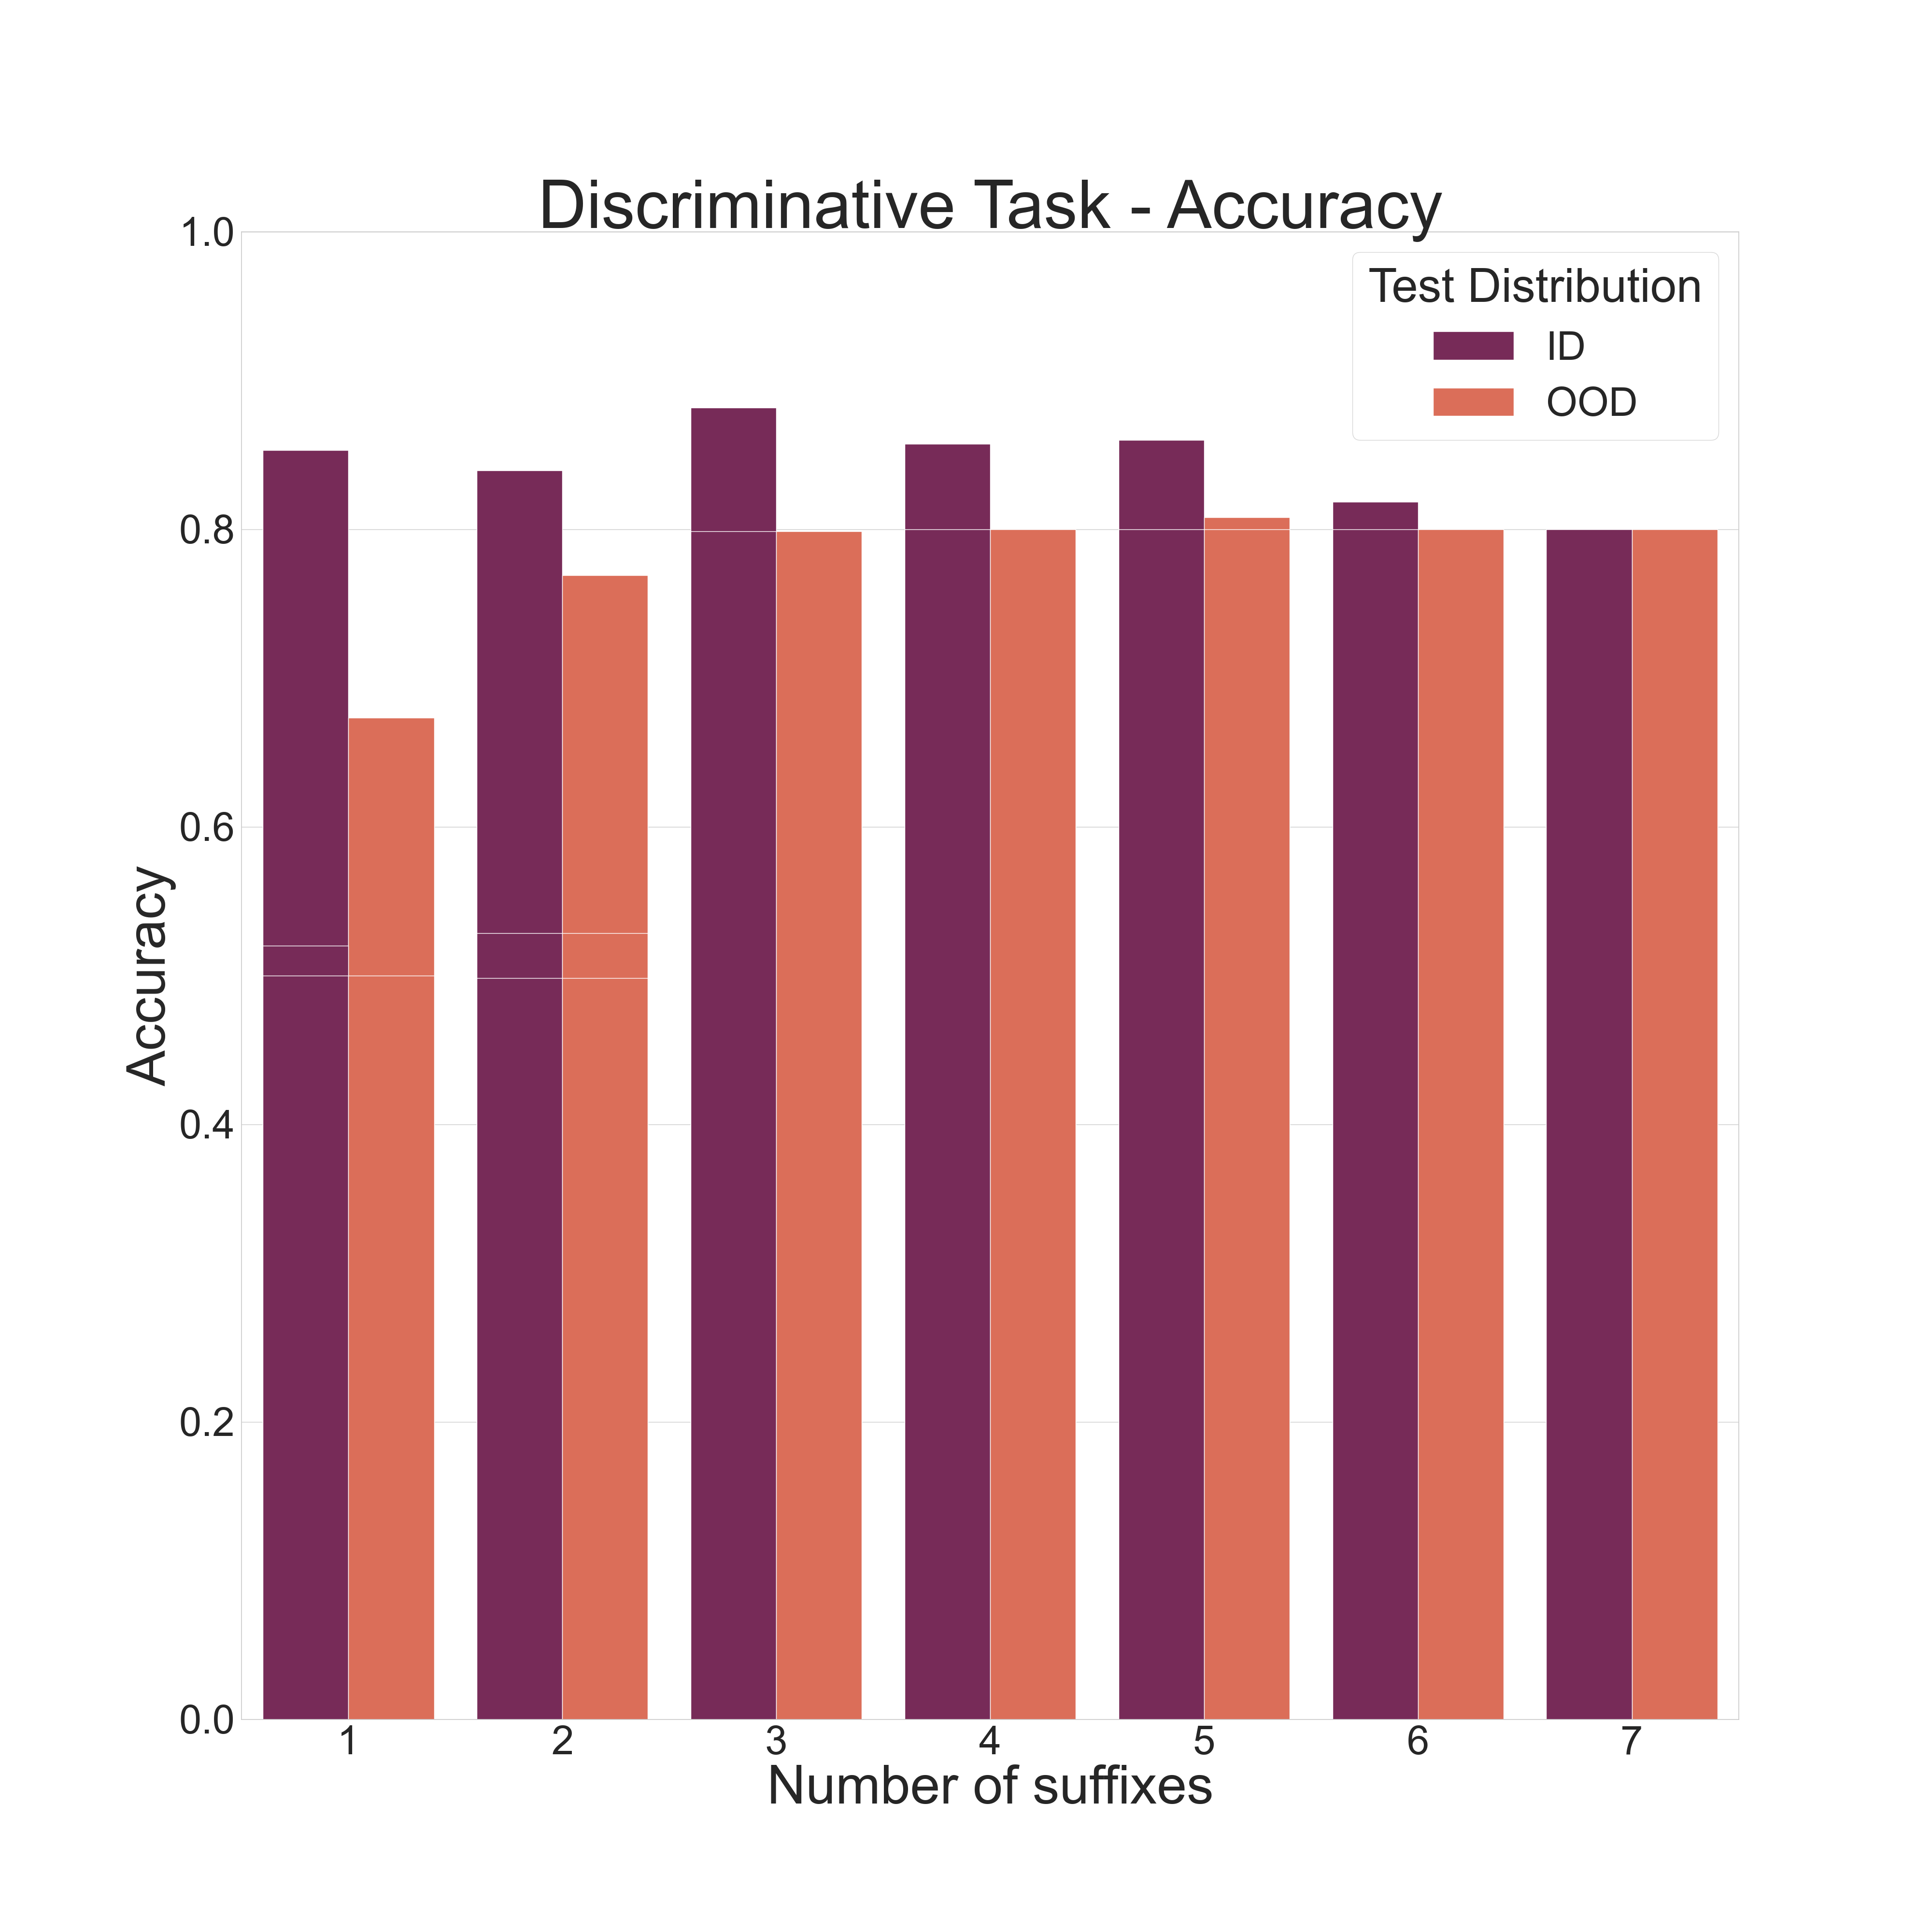 Discriminative Task - Accuracy
1.0
0.8
0.6
0.4
0.2
0.0
Accuracy
Test Distribution
ID
OOD
1 2 3 4 5 6 7
Number of suffixes